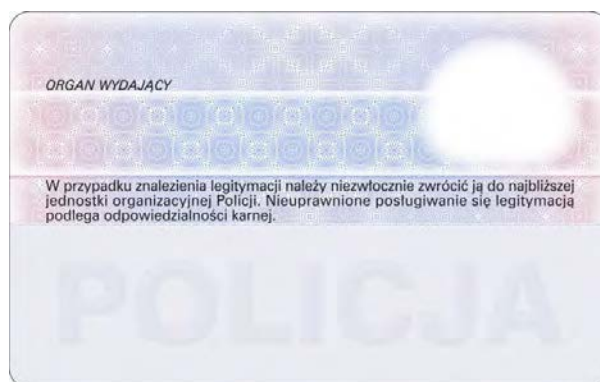 ORGAN WYDAJĄCY
W przypadku znalezienia legitymacji należy niezwłocznie zwrócić ją do najbliższej
jednostki organizacyjnej Policji. Nieuprawnione posługiwanie się legitymacją
podlega odpowiedzialności karnej.
POLICJA